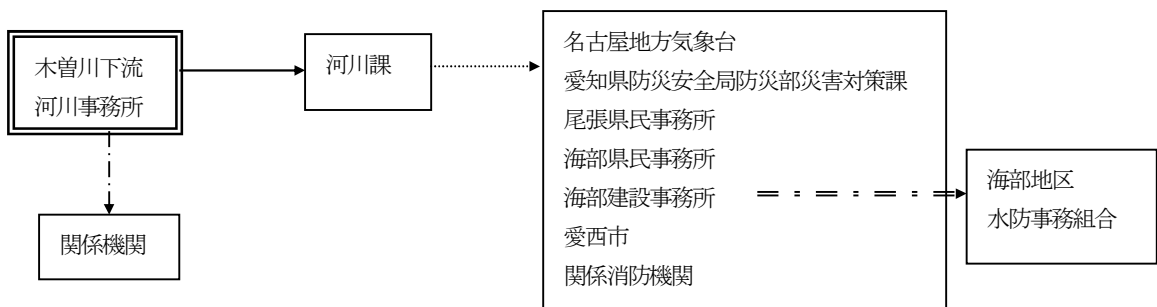 木曽川下流
河川事務所
関係機関
河川課
名古屋地方気象台
愛知県防災安全局防災部災害対策課
尾張県民事務所
海部県民事務所
海部建設事務所
愛西市
関係消防機関
海部地区
水防事務組合